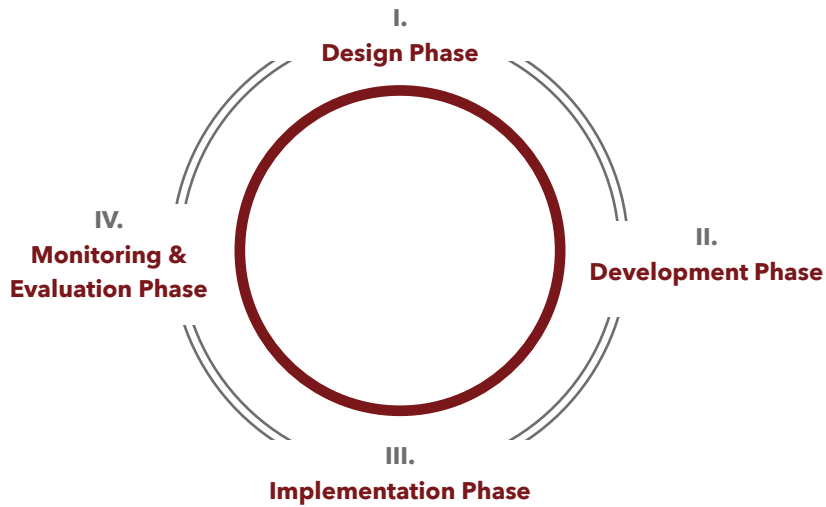 I.
Design Phase
II.
Development Phase
III.
Implementation Phase
IV.
Monitoring &
Evaluation Phase